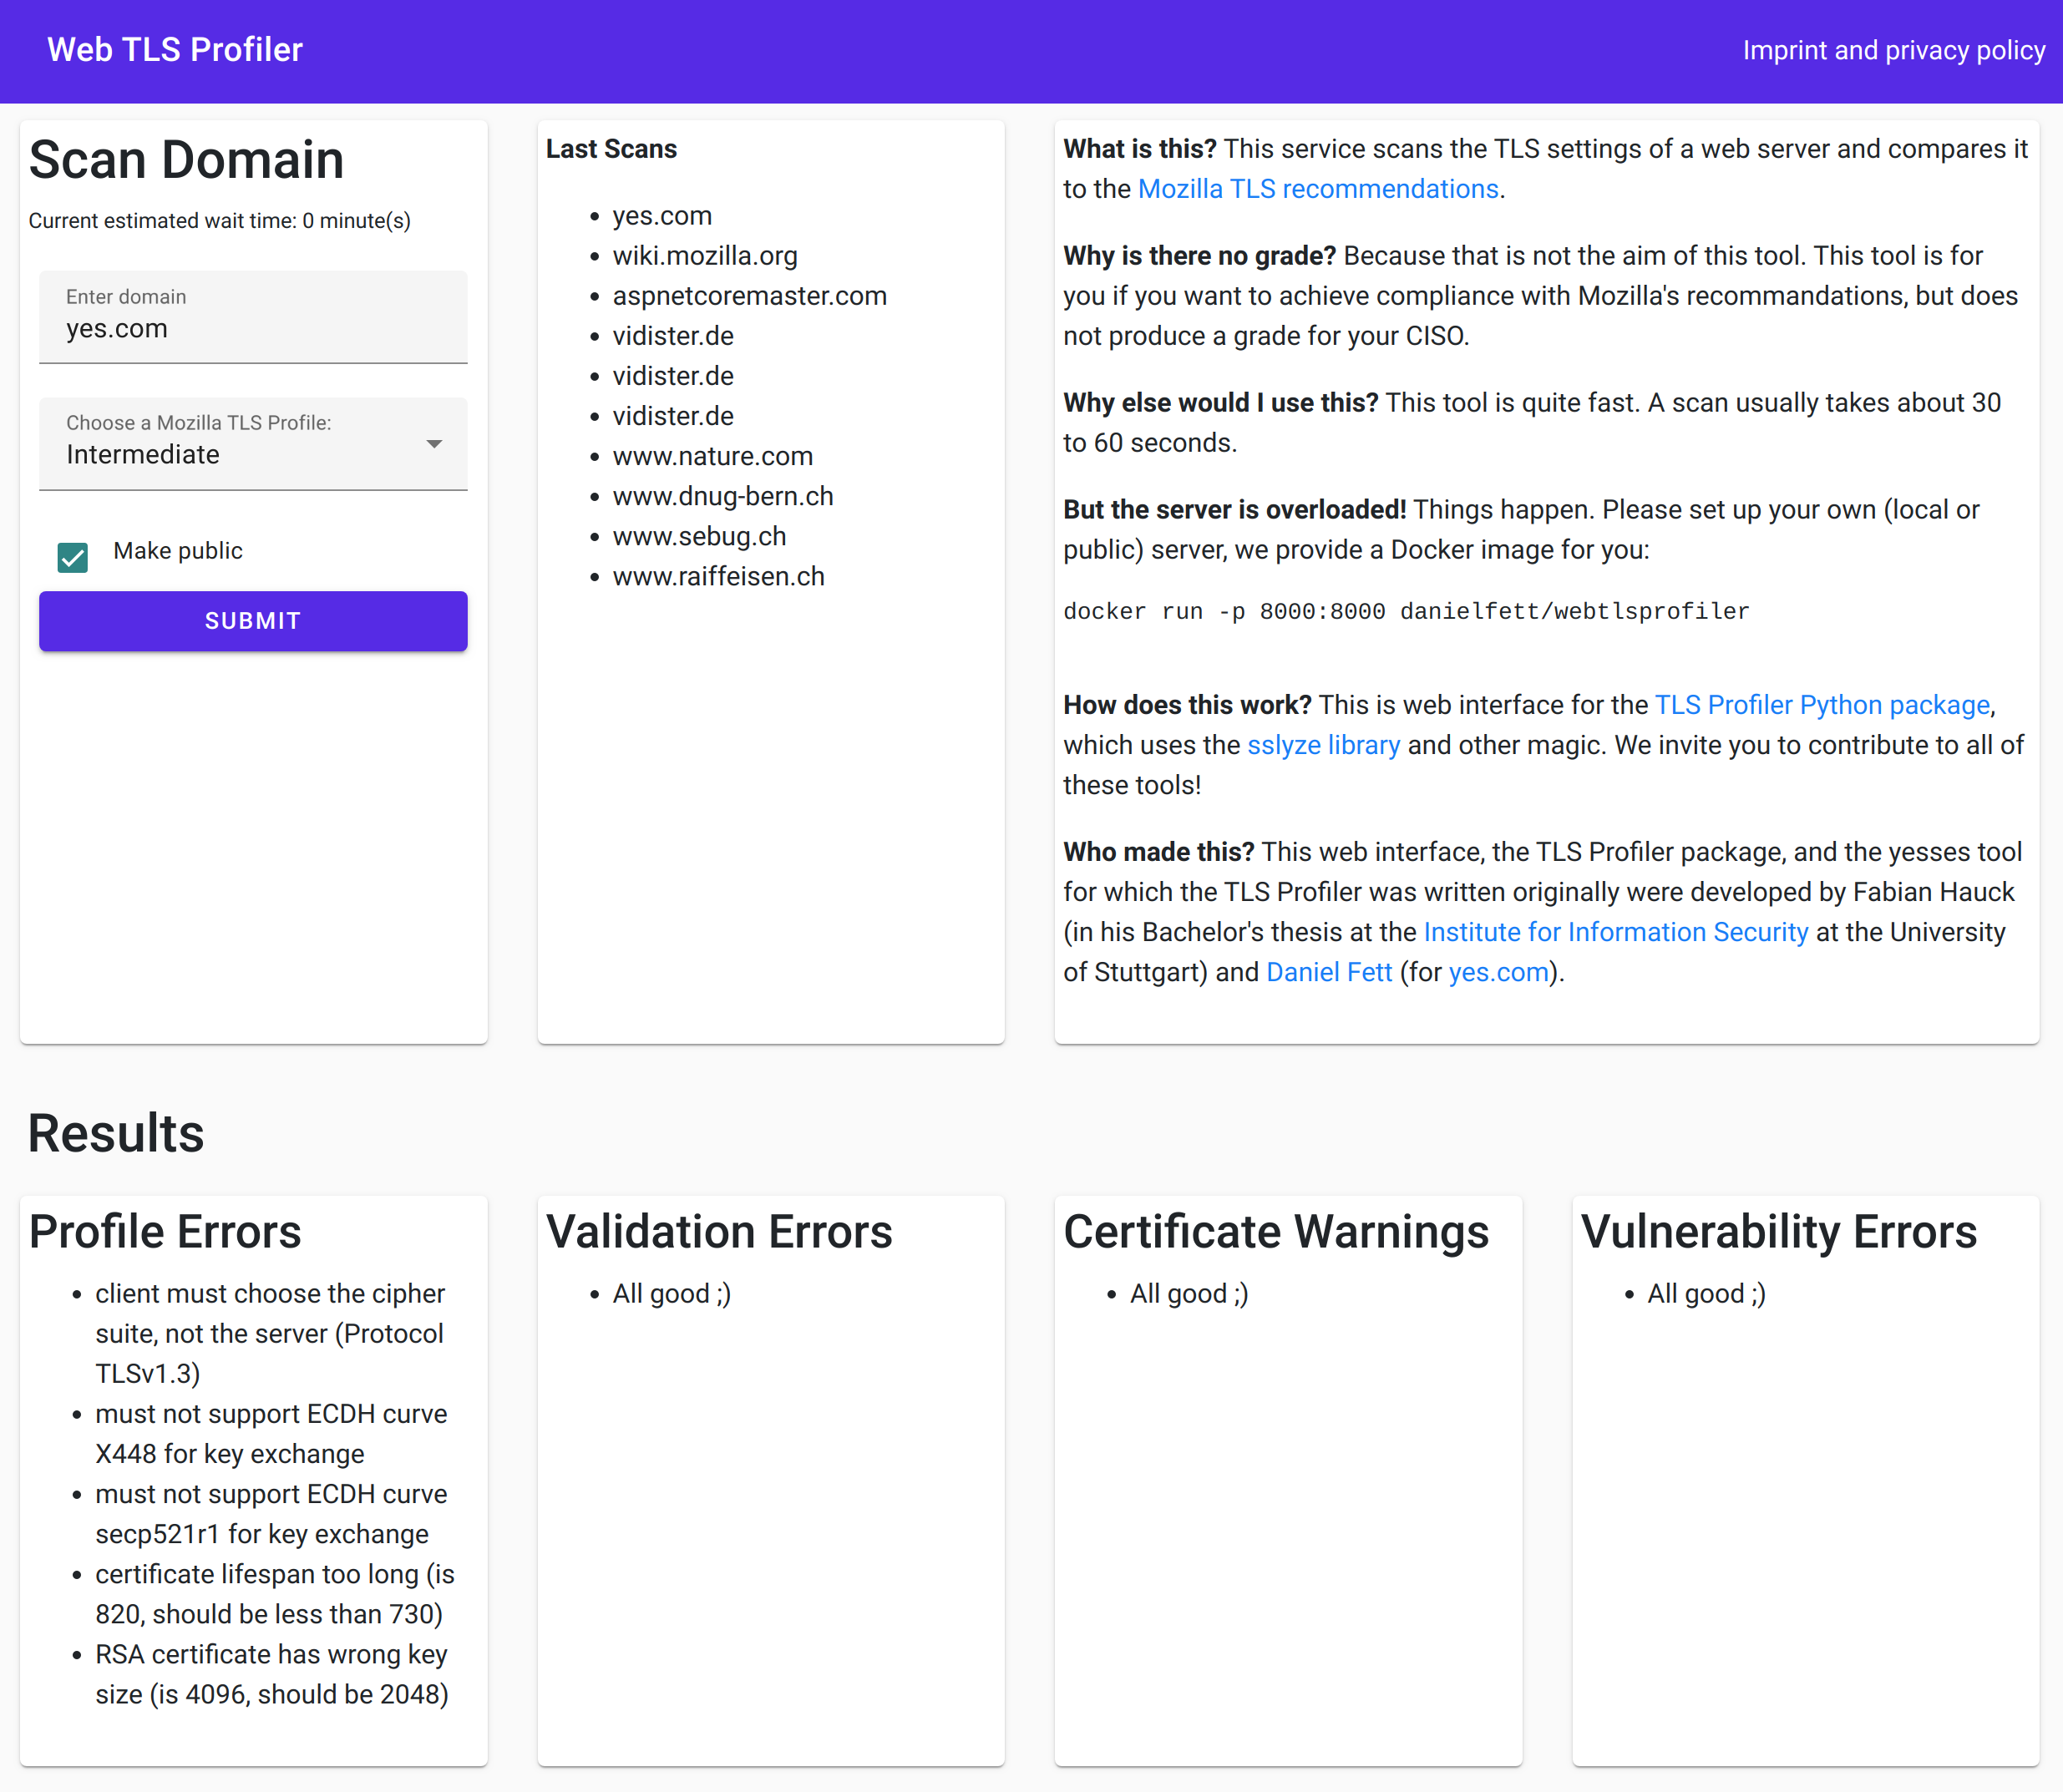 Web TLS Profiler
Imprint and privacy policy
Scan Domain
Current estimated wait time: 0 minute(s)
Enter domain
yes.com
Choose a Mozilla TLS Profile:
Intermediate
Make public
SUBMIT
Last Scans
yes.com
wiki.mozilla.org
aspnetcoremaster.com
vidister.de
vidister.de
vidister.de
www.nature.com
www.dnug-bern.ch
www.sebug.ch
www.raiffeisen.ch
What is this? This service scans the TLS settings of a web server and compares it
to the Mozilla TLS recommendations.
Why is there no grade? Because that is not the aim of this tool. This tool is for
you if you want to achieve compliance with Mozilla's recommandations, but does
not produce a grade for your CISO.
Why else would I use this? This tool is quite fast. A scan usually takes about 30
to 60 seconds.
But the server is overloaded! Things happen. Please set up your own (local or
public) server, we provide a Docker image for you:
docker run -p 8000:8000 danielfett/webtlsprofiler
How does this work? This is web interface for the TLS Profiler Python package,
which uses the sslyze library and other magic. We invite you to contribute to all of
these tools!
Who made this? This web interface, the TLS Profiler package, and the yesses tool
for which the TLS Profiler was written originally were developed by Fabian Hauck
(in his Bachelor's thesis at the Institute for Information Security at the University
of Stuttgart) and Daniel Fett (for yes.com).
Results
Profile Errors
client must choose the cipher
suite, not the server (Protocol
TLSv1.3)
must not support ECDH curve
X448 for key exchange
must not support ECDH curve
secp521r1 for key exchange
certificate lifespan too long (is
820, should be less than 730)
RSA certificate has wrong key
size (is 4096, should be 2048)
Validation Errors
All good ;)
Certificate Warnings
All good ;)
Vulnerability Errors
All good ;)